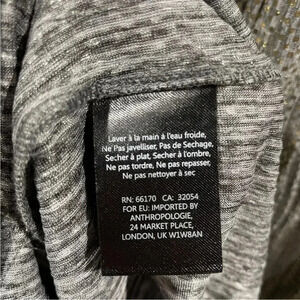 Laver à la main à l'eau froide,
Ne Pas javelliser, Pas de Sechage,
Secher à plat, Sécher à l'ombre,
Ne pas tordre, Ne pas repasser,
Ne pas nettoyer à sec
RN: 66170 CA: 32054
FOR EU: IMPORTED BY
ANTHROPOLOGIE,
24 MARKET PLACE,
LONDON, UK W1W8AN